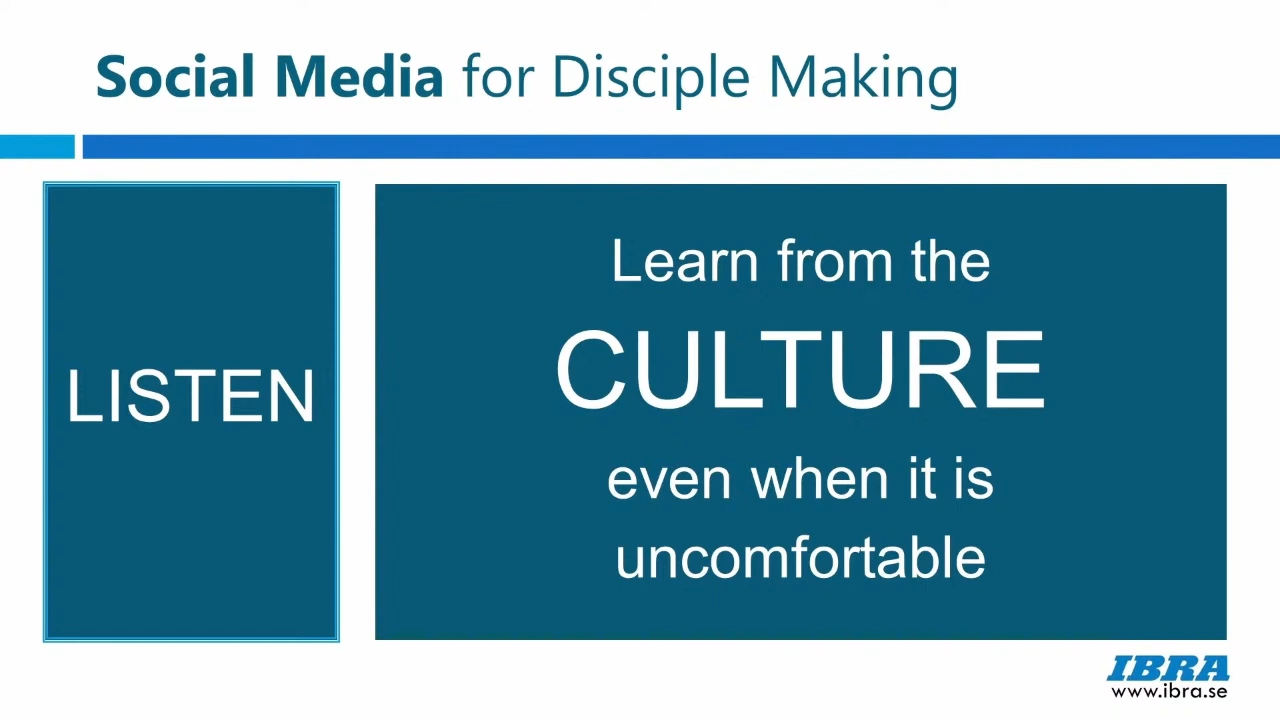 Social Media for Disciple Making
LISTEN
Learn from the
CULTURE
even when it is
uncomfortable
IBRA
www.ibra.se